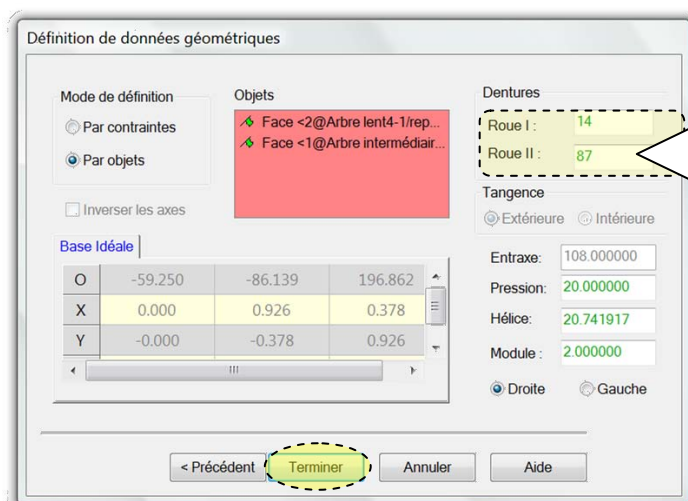 Définition de données géométriques
Mode de définition
Par contraintes
Par objets
Inverser les axes
Objets
Face <2@Arbre lent4-1/rep...
Face <1@Arbre intermédiair...
Dentures
Roue I : 14
Roue II : 87
Tangence
Extérieure Intérieure
Base Idéale
O -59.250 -86.139 196.862
X 0.000 0.926 0.378
Y -0.000 -0.378 0.926
Entraxe: 108.000000
Pression: 20.000000
Hélice: 20.741917
Module : 2.000000
Droite Gauche
< Précédent Terminer Annuler Aide